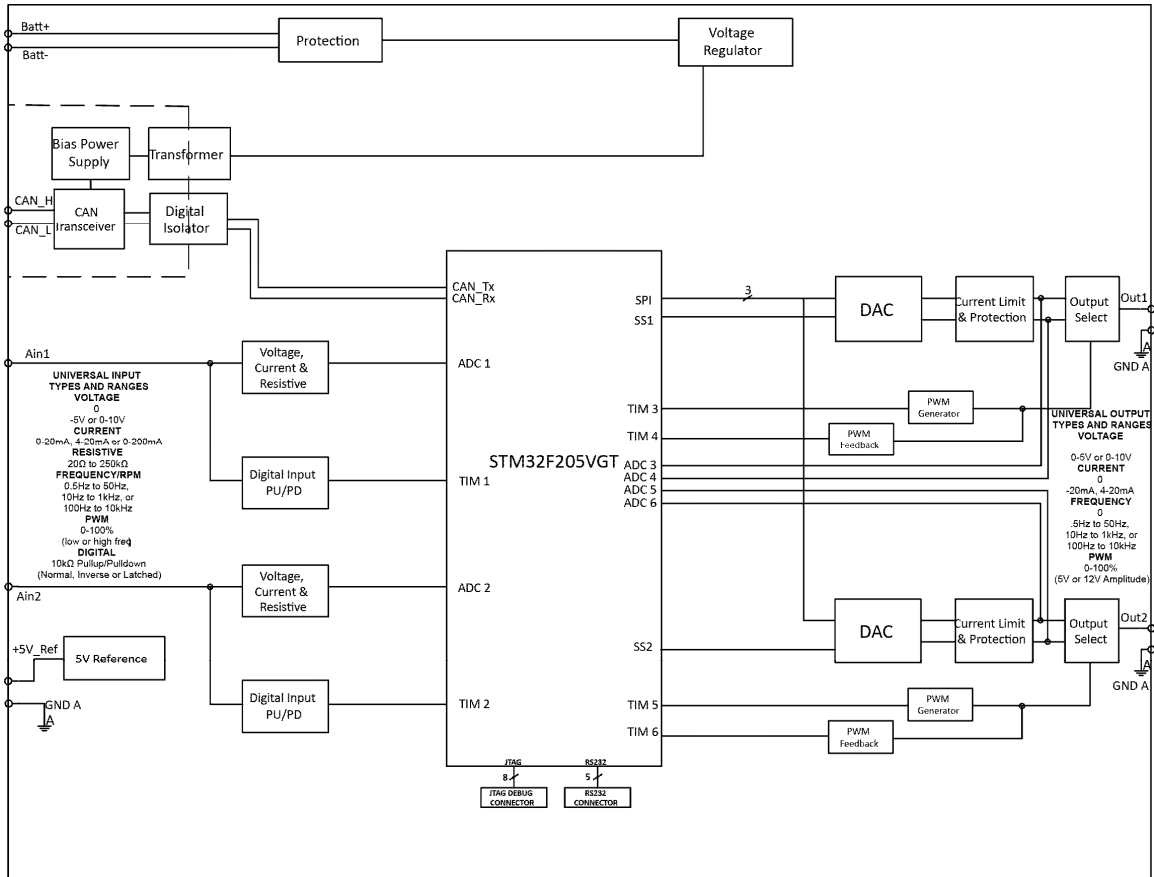 Batt+
Batt-
Protection
Voltage
Regulator
Bias Power
Supply
Transformer
CAN_H
CAN_L
CAN
Transceiver
Digital
Isolator
CAN_Tx
CAN_Rx
Ain1
Voltage,
Current &
Resistive
ADC 1
UNIVERSAL INPUT
TYPES AND RANGES
VOLTAGE
0
-5V or 0-10V
CURRENT
0-20mA, 4-20mA or 0-200mA
RESISTIVE
20Ω to 250kΩ
FREQUENCY/RPM
0.5Hz to 50Hz,
10Hz to 1kHz, or
100Hz to 10kHz
PWM
0-100%
(low or high freq)
DIGITAL
10kΩ Pullup/Pulldown
(Normal, Inverse or Latched)
Digital Input
PU/PD
TIM 1
Ain2
Voltage,
Current &
Resistive
ADC 2
+5V_Ref
5V Reference
GND A
A
Digital Input
PU/PD
TIM 2
STM32F205VGT
JTAG
8
JTAG DEBUG
CONNECTOR
RS232
5
RS232
CONNECTOR
SPI
3
SS1
DAC
Current Limit
& Protection
Output
Select
Out1
A
GND A
TIM 3
PWM
Generator
TIM 4
PWM
Feedback
ADC 3
ADC 4
ADC 5
ADC 6
UNIVERSAL OUTPUT
TYPES AND RANGES
VOLTAGE
0-5V or 0-10V
CURRENT
0
-20mA, 4-20mA
FREQUENCY
0
.5Hz to 50Hz,
10Hz to 1kHz, or
100Hz to 10kHz
PWM
0-100%
(5V or 12V Amplitude)
SS2
DAC
Current Limit
& Protection
Output
Select
Out2
A
GND A
TIM 5
PWM
Generator
TIM 6
PWM
Feedback